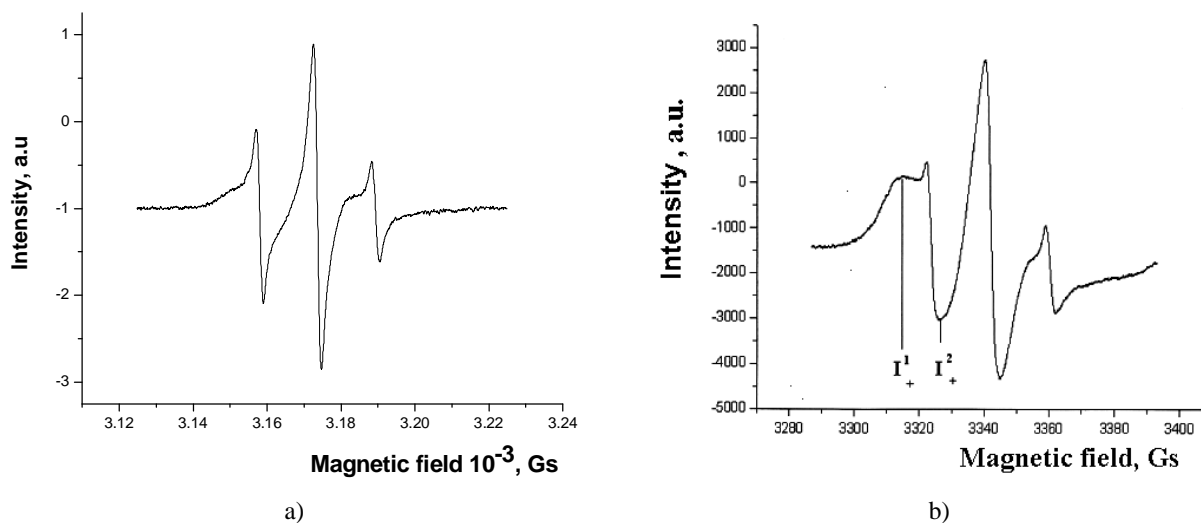 Intensity, a.u
1
0
-1
-2
-3
3.12 3.14 3.16 3.18 3.20 3.22 3.24
Magnetic field 10⁻³, Gs
a)
Intensity , a.u.
3000
2000
1000
0
-1000
-2000
-3000
-4000
-5000
I¹₊ I²₊
3280 3300 3320 3340 3360 3380 3400
Magnetic field, Gs
b)